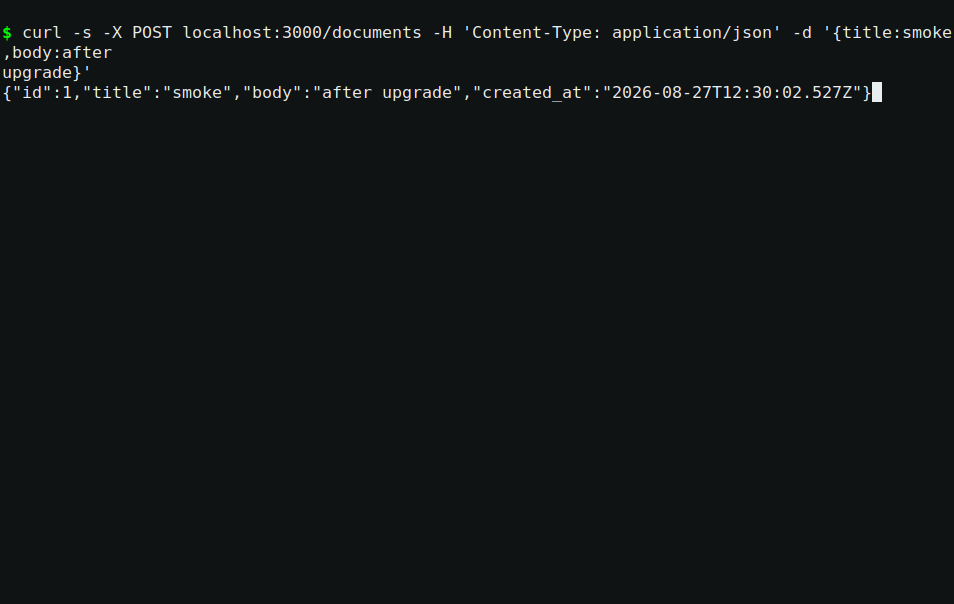 $ curl -s -X POST localhost:3000/documents -H 'Content-Type: application/json' -d '{title:smoke
,body:after
upgrade}'
{"id":1,"title":"smoke","body":"after upgrade","created_at":"2026-08-27T12:30:02.527Z"}